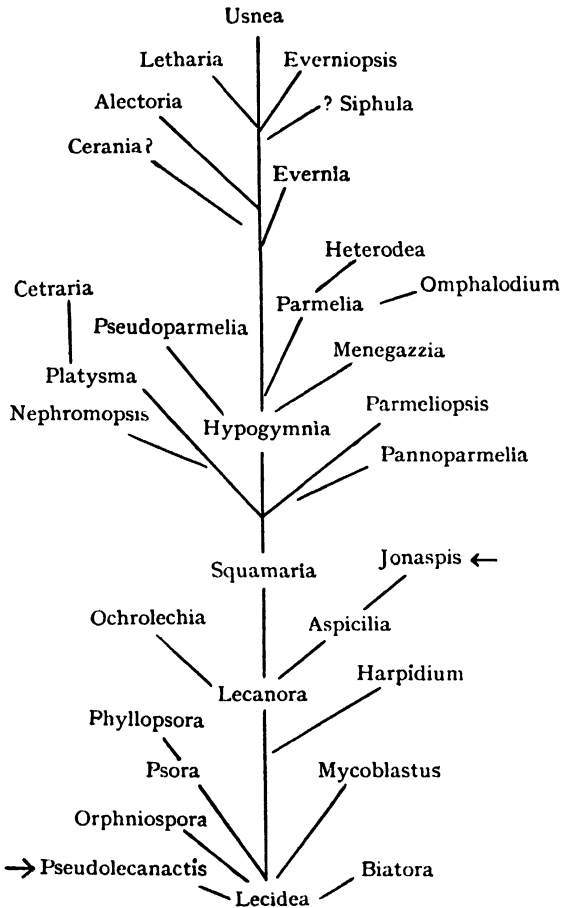 Usnea
Letharia
Everniopsis
Alectoria
? Siphula
Cerania?
Evernia
Heterodea
Cetraria
Omphalodium
Parmelia
Pseudoparmelia
Menegazzia
Platysma
Parmeliopsis
Nephromopsis
Hypogymnia
Pannoparmelia
Jonaspis ←
Squamaria
Ochrolechia
Aspicilia
Harpidium
Lecanora
Phyllopsora
Psora
Mycoblastus
Orphniospora
→ Pseudolecanactis
Biatora
Lecidea